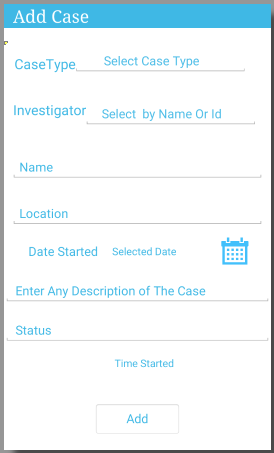 Add Case
CaseType Select Case Type
Investigator Select by Name Or Id
Name
Location
Date Started Selected Date
Enter Any Description of The Case
Status
Time Started
Add